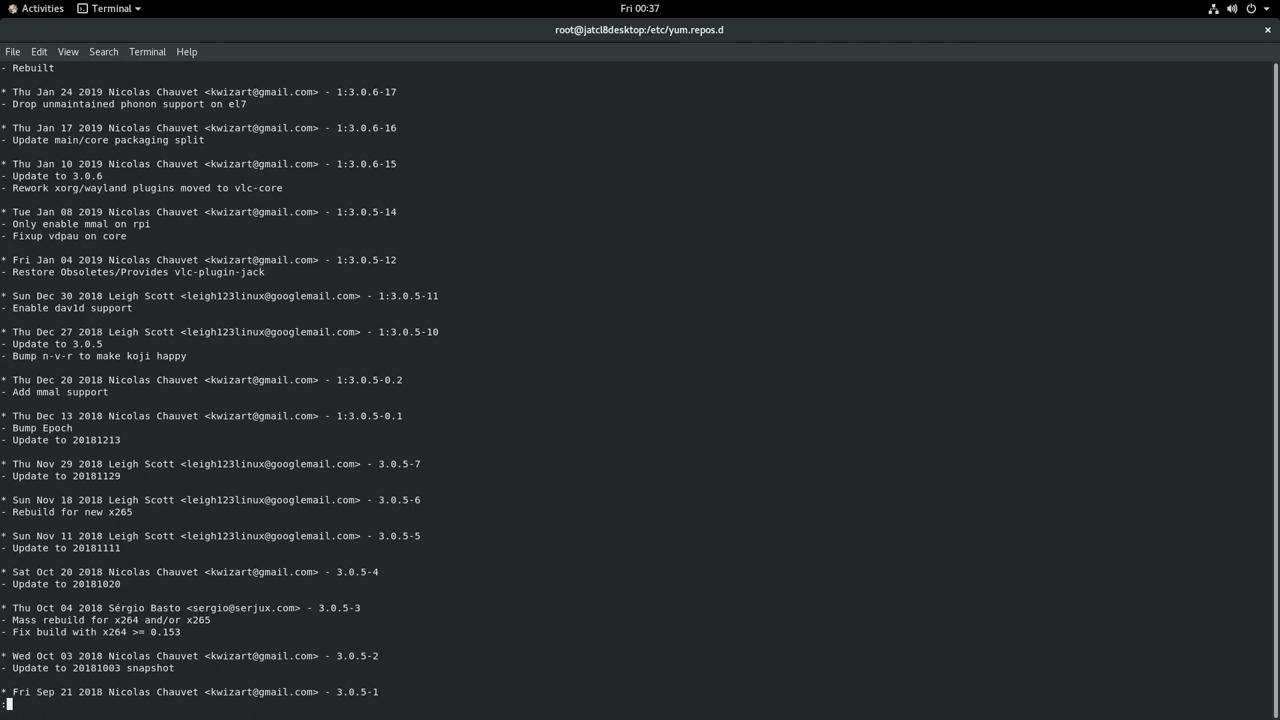 Activities Terminal Fri 00:37
root@jatcl8desktop:/etc/yum.repos.d ×
File Edit View Search Terminal Help
- Rebuilt
* Thu Jan 24 2019 Nicolas Chauvet <kwizart@gmail.com> - 1:3.0.6-17
- Drop unmaintained phonon support on el7
* Thu Jan 17 2019 Nicolas Chauvet <kwizart@gmail.com> - 1:3.0.6-16
- Update main/core packaging split
* Thu Jan 10 2019 Nicolas Chauvet <kwizart@gmail.com> - 1:3.0.6-15
- Update to 3.0.6
- Rework xorg/wayland plugins moved to vlc-core
* Tue Jan 08 2019 Nicolas Chauvet <kwizart@gmail.com> - 1:3.0.5-14
- Only enable mmal on rpi
- Fixup vdpau on core
* Fri Jan 04 2019 Nicolas Chauvet <kwizart@gmail.com> - 1:3.0.5-12
- Restore Obsoletes/Provides vlc-plugin-jack
* Sun Dec 30 2018 Leigh Scott <leigh123linux@googlemail.com> - 1:3.0.5-11
- Enable dav1d support
* Thu Dec 27 2018 Leigh Scott <leigh123linux@googlemail.com> - 1:3.0.5-10
- Update to 3.0.5
- Bump n-v-r to make koji happy
* Thu Dec 20 2018 Nicolas Chauvet <kwizart@gmail.com> - 1:3.0.5-0.2
- Add mmal support
* Thu Dec 13 2018 Nicolas Chauvet <kwizart@gmail.com> - 1:3.0.5-0.1
- Bump Epoch
- Update to 20181213
* Thu Nov 29 2018 Leigh Scott <leigh123linux@googlemail.com> - 3.0.5-7
- Update to 20181129
* Sun Nov 18 2018 Leigh Scott <leigh123linux@googlemail.com> - 3.0.5-6
- Rebuild for new x265
* Sun Nov 11 2018 Leigh Scott <leigh123linux@googlemail.com> - 3.0.5-5
- Update to 20181111
* Sat Oct 20 2018 Nicolas Chauvet <kwizart@gmail.com> - 3.0.5-4
- Update to 20181020
* Thu Oct 04 2018 Sérgio Basto <sergio@serjux.com> - 3.0.5-3
- Mass rebuild for x264 and/or x265
- Fix build with x264 >= 0.153
* Wed Oct 03 2018 Nicolas Chauvet <kwizart@gmail.com> - 3.0.5-2
- Update to 20181003 snapshot
* Fri Sep 21 2018 Nicolas Chauvet <kwizart@gmail.com> - 3.0.5-1
: